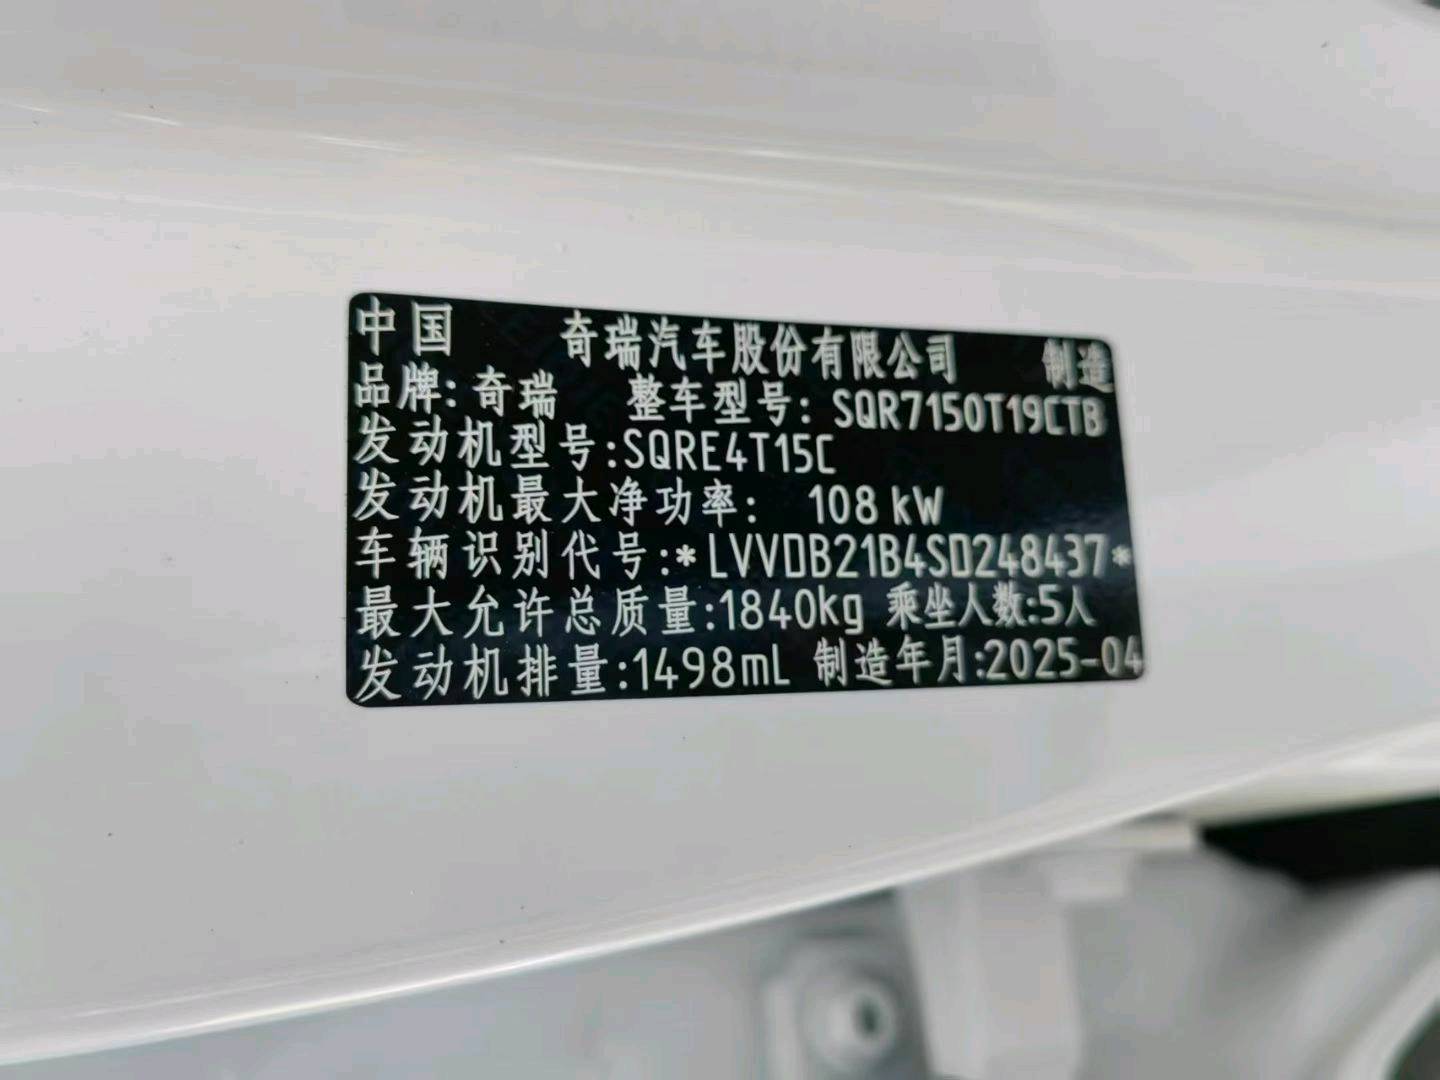 中国 奇瑞汽车股份有限公司 制造
品牌: 奇瑞 整车型号: SQR7150T19CTB
发动机型号:SQRE4T15C
发动机最大净功率: 108 kW
车辆识别代号:*LVVDB21B4SD248437*
最大允许总质量:1840kg 乘坐人数:5人
发动机排量:1498mL 制造年月:2025-04